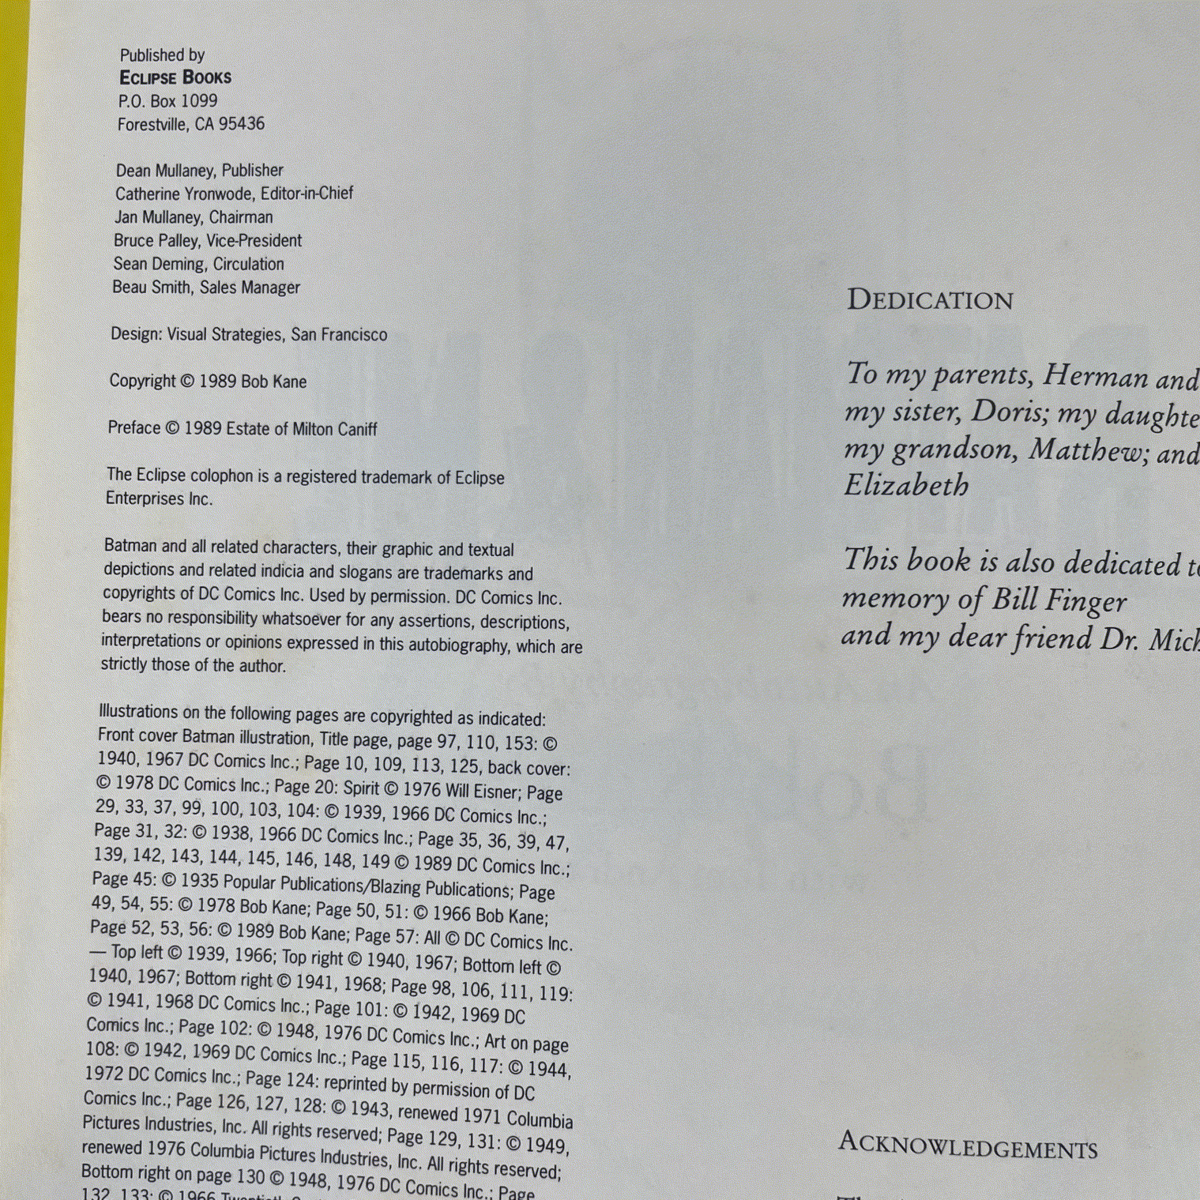 Published by
ECLIPSE BOOKS
P.O. Box 1099
Forestville, CA 95436
Dean Mullaney, Publisher
Catherine Yronwode, Editor-in-Chief
Jan Mullaney, Chairman
Bruce Palley, Vice-President
Sean Deming, Circulation
Beau Smith, Sales Manager
Design: Visual Strategies, San Francisco
Copyright © 1989 Bob Kane
Preface © 1989 Estate of Milton Caniff
The Eclipse colophon is a registered trademark of Eclipse
Enterprises Inc.
Batman and all related characters, their graphic and textual
depictions and related indicia and slogans are trademarks and
copyrights of DC Comics Inc. Used by permission. DC Comics Inc.
bears no responsibility whatsoever for any assertions, descriptions,
interpretations or opinions expressed in this autobiography, which are
strictly those of the author.
Illustrations on the following pages are copyrighted as indicated:
Front cover Batman illustration, Title page, page 97, 110, 153: ©
1940, 1967 DC Comics Inc.; Page 10, 109, 113, 125, back cover:
© 1978 DC Comics Inc.; Page 20: Spirit © 1976 Will Eisner; Page
29, 33, 37, 99, 100, 103, 104: © 1939, 1966 DC Comics Inc.;
Page 31, 32: © 1938, 1966 DC Comics Inc.; Page 35, 36, 39, 47,
139, 142, 143, 144, 145, 146, 148, 149 © 1989 DC Comics Inc.;
Page 45: © 1935 Popular Publications/Blazing Publications; Page
49, 54, 55: © 1978 Bob Kane; Page 50, 51: © 1966 Bob Kane;
Page 52, 53, 56: © 1989 Bob Kane; Page 57: All © DC Comics Inc.
— Top left © 1939, 1966; Top right © 1940, 1967; Bottom left ©
1940, 1967; Bottom right © 1941, 1968; Page 98, 106, 111, 119:
© 1941, 1968 DC Comics Inc.; Page 101: © 1942, 1969 DC
Comics Inc.; Page 102: © 1948, 1976 DC Comics Inc.; Art on page
108: © 1942, 1969 DC Comics Inc.; Page 115, 116, 117: © 1944,
1972 DC Comics Inc.; Page 124: reprinted by permission of DC
Comics Inc.; Page 126, 127, 128: © 1943, renewed 1971 Columbia
Pictures Industries, Inc. All rights reserved; Page 129, 131: © 1949,
renewed 1976 Columbia Pictures Industries, Inc. All rights reserved;
Bottom right on page 130 © 1948, 1976 DC Comics Inc.; Page
132, 133: © 1966
DEDICATION
To my parents, Herman and
my sister, Doris; my daughte
my grandson, Matthew; and
Elizabeth
This book is also dedicated to
memory of Bill Finger
and my dear friend Dr. Mich
ACKNOWLEDGEMENTS